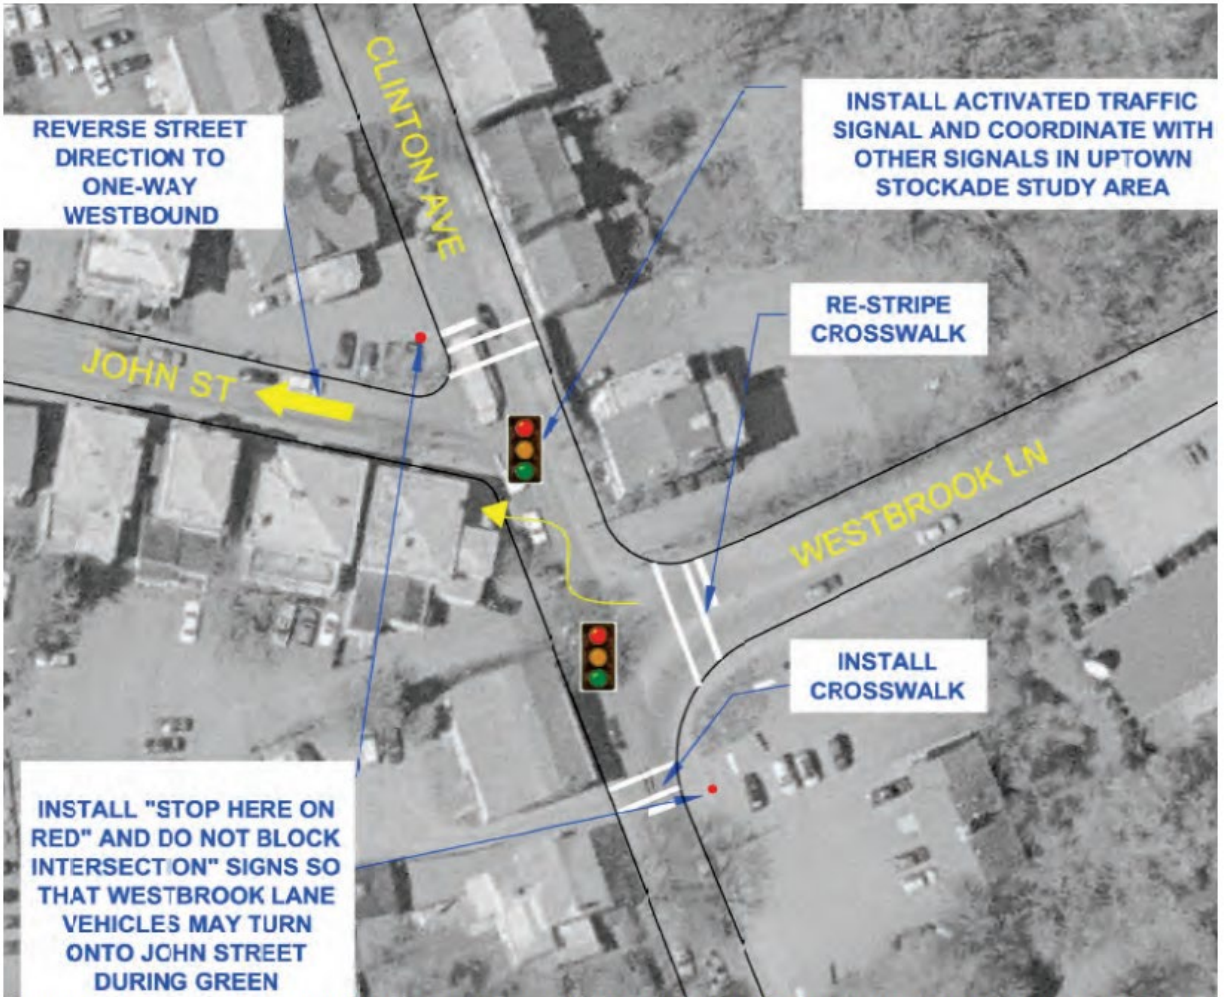 CLINTON AVE
REVERSE STREET
DIRECTION TO
ONE-WAY
WESTBOUND
INSTALL ACTIVATED TRAFFIC
SIGNAL AND COORDINATE WITH
OTHER SIGNALS IN UPTOWN
STOCKADE STUDY AREA
RE-STRIPE
CROSSWALK
JOHN ST
WESTBROOK LN
INSTALL
CROSSWALK
INSTALL "STOP HERE ON
RED" AND DO NOT BLOCK
INTERSECTION" SIGNS SO
THAT WESTBROOK LANE
VEHICLES MAY TURN
ONTO JOHN STREET
DURING GREEN